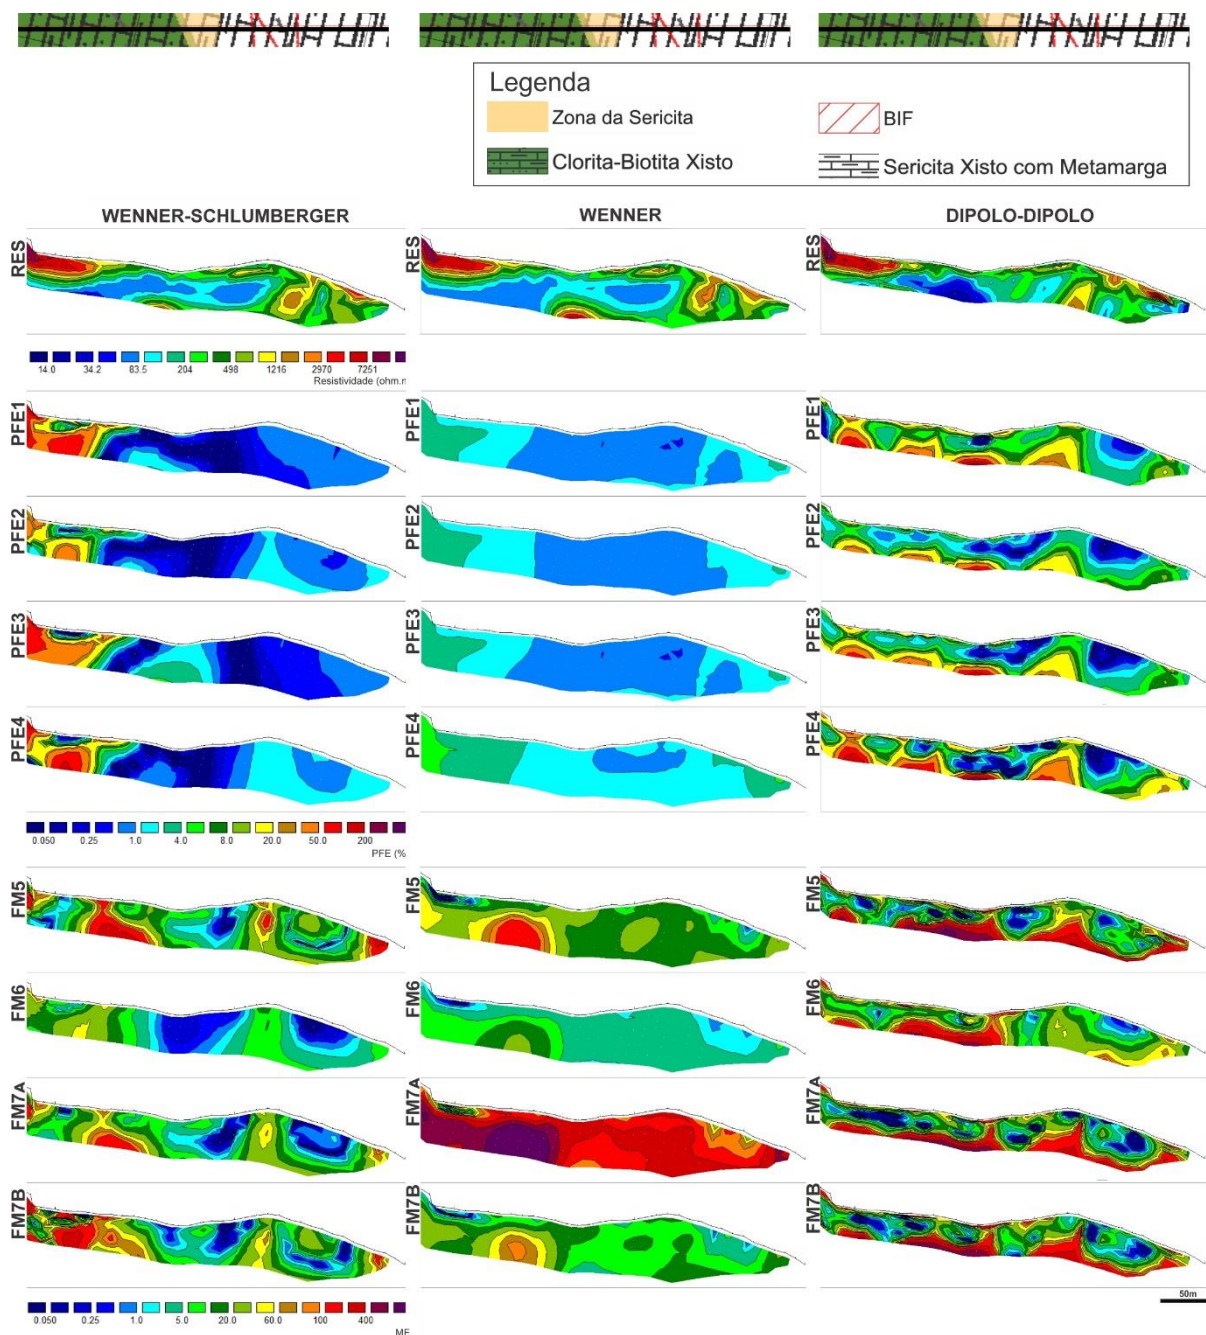 Legenda
Zona da Sericita
BIF
Clorita-Biotita Xisto
Sericita Xisto com Metamarga
WENNER-SCHLUMBERGER WENNER DIPOLO-DIPOLO
RES RES RES
14.0 34.2 83.5 204 498 1216 2970 7251
Resistividade (ohm.m
PFE1 PFE1 PFE1
PFE2 PFE2 PFE2
PFE3 PFE3 PFE3
PFE4 PFE4 PFE4
0.050 0.25 1.0 4.0 8.0 20.0 50.0 200
PFE (%
FM5 FM5 FM5
FM6 FM6 FM6
FM7A FM7A FM7A
FM7B FM7B FM7B
50m
0.050 0.25 1.0 5.0 20.0 60.0 100 400